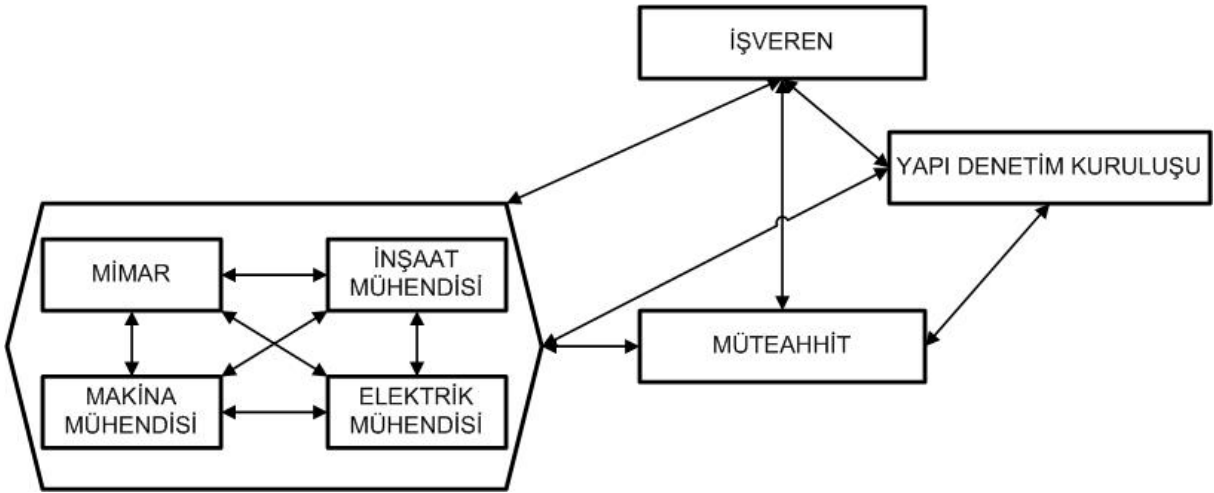 İŞVEREN
YAPI DENETİM KURULUŞU
MİMAR
İNŞAAT
MÜHENDİSİ
MÜTEAHHİT
MAKİNA
MÜHENDİSİ
ELEKTRİK
MÜHENDİSİ